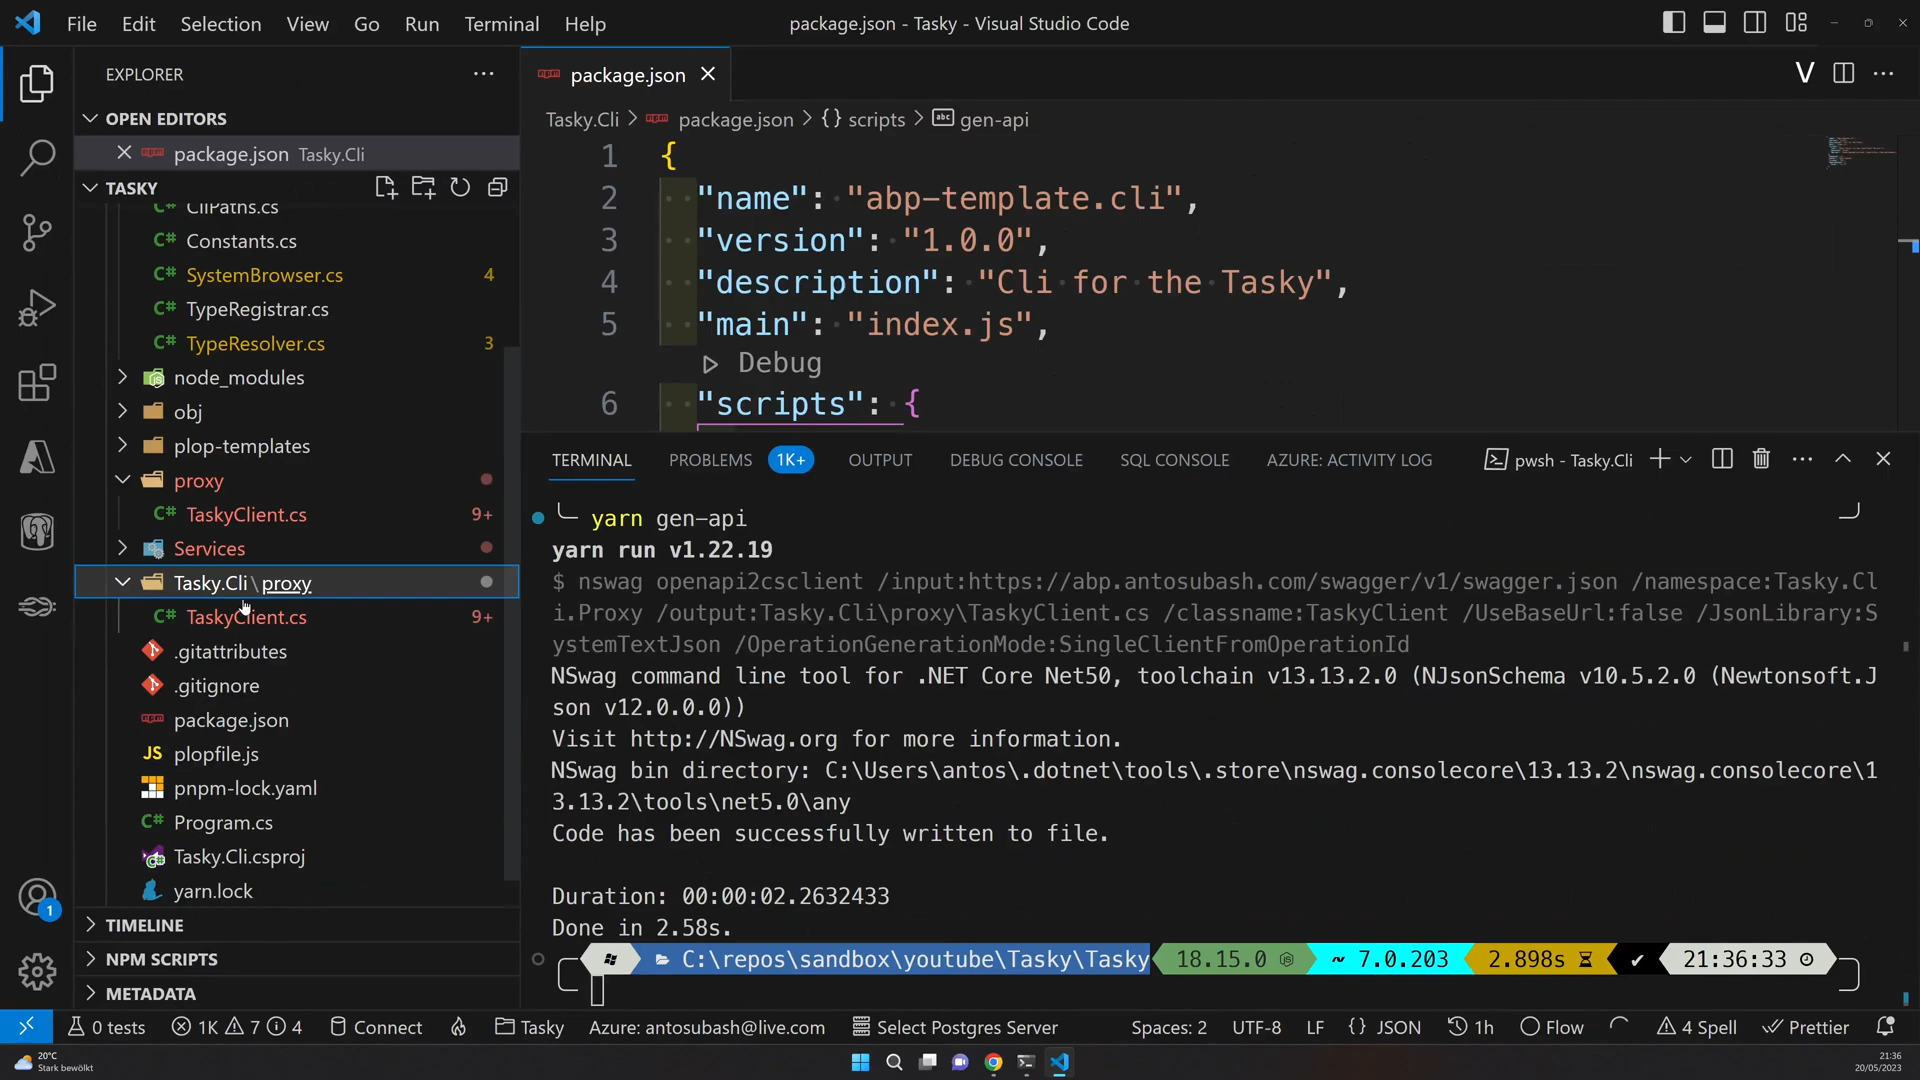 File Edit Selection View Go Run Terminal Help
package.json - Tasky - Visual Studio Code
EXPLORER
OPEN EDITORS
package.json Tasky.Cli
TASKY
CliPaths.cs
Constants.cs
SystemBrowser.cs 4
TypeRegistrar.cs
TypeResolver.cs 3
node_modules
obj
plop-templates
proxy
TaskyClient.cs 9+
Services
Tasky.Cli\proxy
TaskyClient.cs 9+
.gitattributes
.gitignore
package.json
plopfile.js
pnpm-lock.yaml
Program.cs
Tasky.Cli.csproj
yarn.lock
TIMELINE
NPM SCRIPTS
METADATA
package.json
Tasky.Cli > package.json > {} scripts > abc gen-api
1 {
2 "name": "abp-template.cli",
3 "version": "1.0.0",
4 "description": "Cli for the Tasky",
5 "main": "index.js",
Debug
6 "scripts": {
TERMINAL PROBLEMS 1K+ OUTPUT DEBUG CONSOLE SQL CONSOLE AZURE: ACTIVITY LOG pwsh - Tasky.Cli
yarn gen-api
yarn run v1.22.19
$ nswag openapi2csclient /input:https://abp.antosubash.com/swagger/v1/swagger.json /namespace:Tasky.Cl
i.Proxy /output:Tasky.Cli\proxy\TaskyClient.cs /classname:TaskyClient /UseBaseUrl:false /JsonLibrary:S
ystemTextJson /OperationGenerationMode:SingleClientFromOperationId
NSwag command line tool for .NET Core Net50, toolchain v13.13.2.0 (NJsonSchema v10.5.2.0 (Newtonsoft.J
son v12.0.0.0))
Visit http://NSwag.org for more information.
NSwag bin directory: C:\Users\antos\.dotnet\tools\.store\nswag.consolecore\13.13.2\nswag.consolecore\1
3.13.2\tools\net5.0\any
Code has been successfully written to file.
Duration: 00:00:02.2632433
Done in 2.58s.
C:\repos\sandbox\youtube\Tasky\Tasky 18.15.0 ~ 7.0.203 2.898s ✔ 21:36:33
1
0 tests 1K 7 4 Connect Tasky Azure: antosubash@live.com Select Postgres Server Spaces: 2 UTF-8 LF {} JSON 1h Flow 4 Spell Prettier
20°C
Stark bewölkt
21:36
20/05/2023